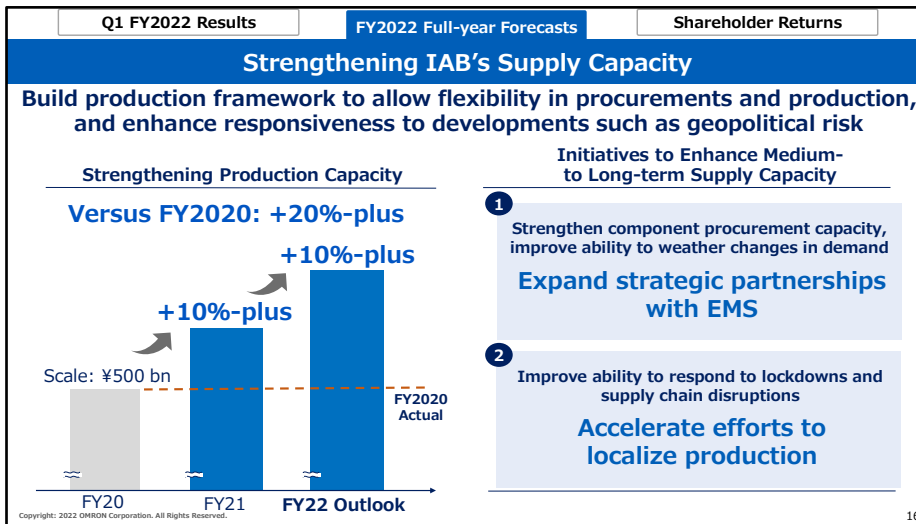 Q1 FY2022 Results
FY2022 Full-year Forecasts
Shareholder Returns
Strengthening IAB's Supply Capacity
Build production framework to allow flexibility in procurements and production,
and enhance responsiveness to developments such as geopolitical risk
Strengthening Production Capacity
Versus FY2020: +20%-plus
+10%-plus
+10%-plus
Scale: ¥500 bn
FY2020
Actual
FY20
FY21
FY22 Outlook
Initiatives to Enhance Medium-
to Long-term Supply Capacity
1
Strengthen component procurement capacity,
improve ability to weather changes in demand
Expand strategic partnerships
with EMS
2
Improve ability to respond to lockdowns and
supply chain disruptions
Accelerate efforts to
localize production
Copyright: 2022 OMRON Corporation. All Rights Reserved.
16